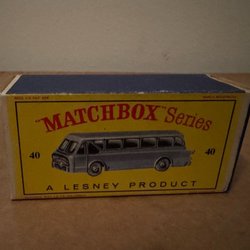 "MATCHBOX" Series
40 40
A LESNEY PRODUCT